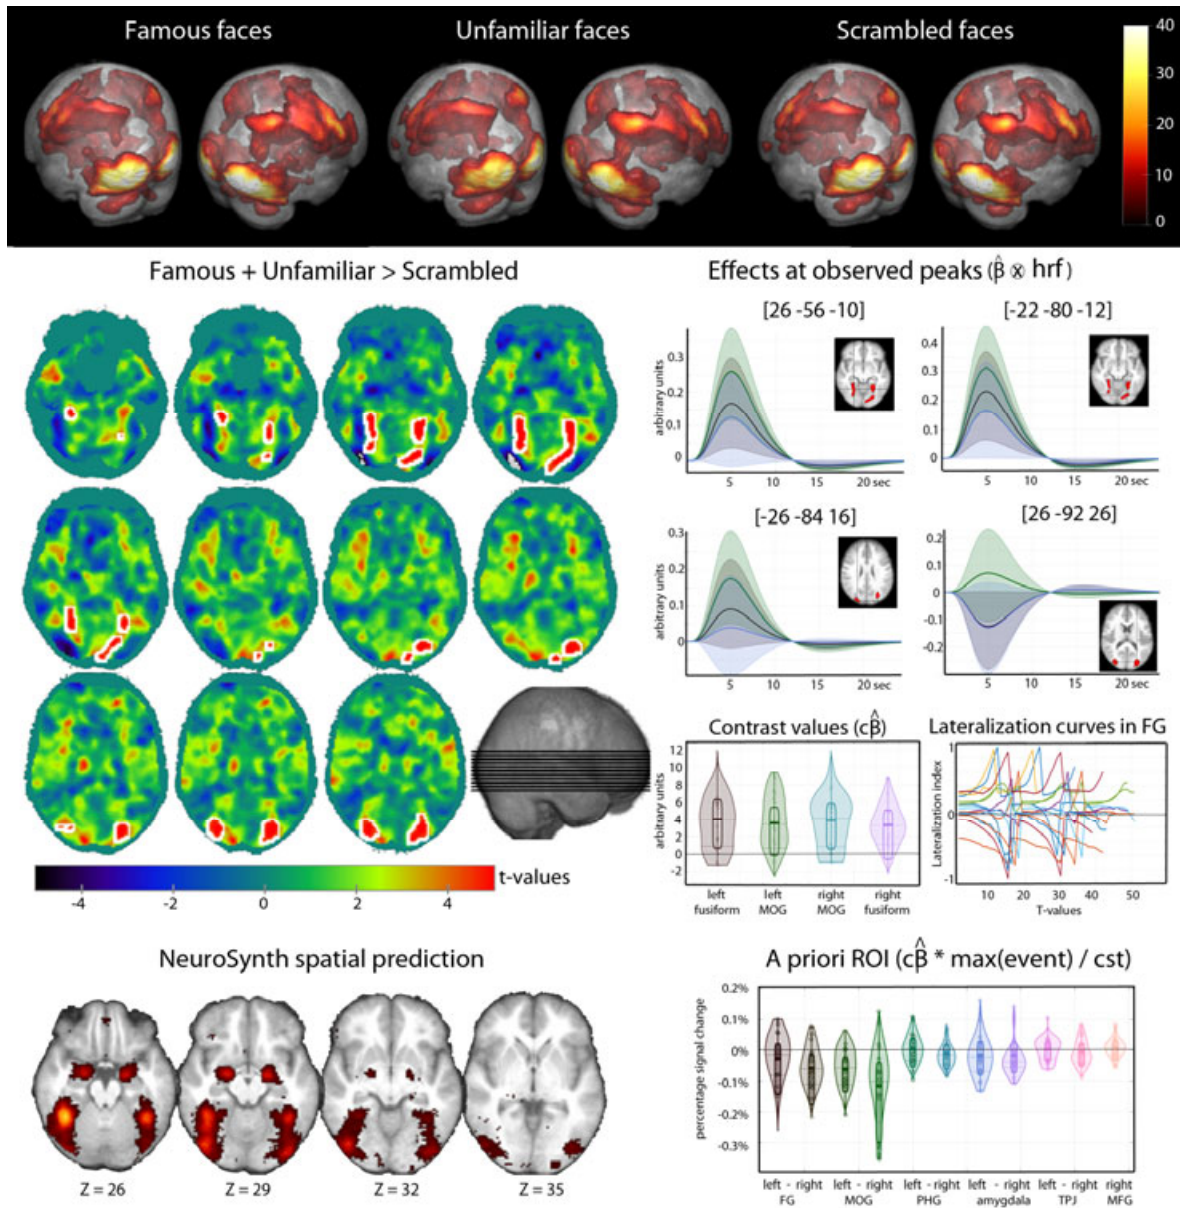 Famous faces
Unfamiliar faces
Scrambled faces
40
30
20
10
0
Famous + Unfamiliar > Scrambled
t-values
-4
-2
0
2
4
Effects at observed peaks (β̂ ⊗ hrf)
[26 -56 -10]
arbitrary units
0.3
0.2
0.1
0
5
10
15
20 sec
[-22 -80 -12]
0.4
0.3
0.2
0.1
0
5
10
15
20 sec
[-26 -84 16]
arbitrary units
0.3
0.2
0.1
0
5
10
15
20 sec
[26 -92 26]
0.2
0.1
0
-0.1
-0.2
5
10
15
20 sec
Contrast values (cβ̂)
arbitrary units
12
10
8
6
4
2
0
-2
left fusiform
left MOG
right MOG
right fusiform
Lateralization curves in FG
Lateralization index
1
0
-1
10
20
30
40
50
T-values
NeuroSynth spatial prediction
Z = 26
Z = 29
Z = 32
Z = 35
A priori ROI (cβ̂ * max(event) / cst)
percentage signal change
0.2%
0.1%
0%
-0.1%
-0.2%
-0.3%
left - right
FG
left - right
MOG
left - right
PHG
left - right
amygdala
left - right
TPJ
right
MFG